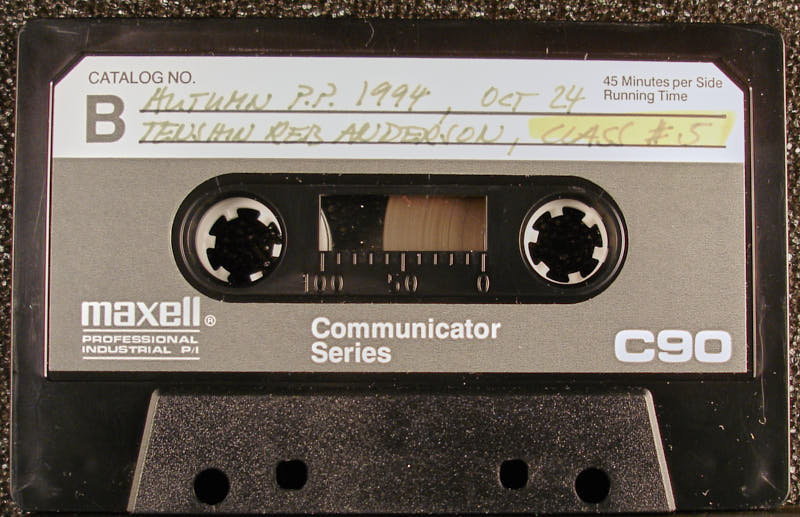 CATALOG NO.
45 Minutes per Side
Running Time
B
AUTUMN P.P. 1994, OCT 24
TENSHIN REB ANDERSON, CLASS #5
100 50 0
maxell®
PROFESSIONAL
INDUSTRIAL P/I
Communicator
Series
C90